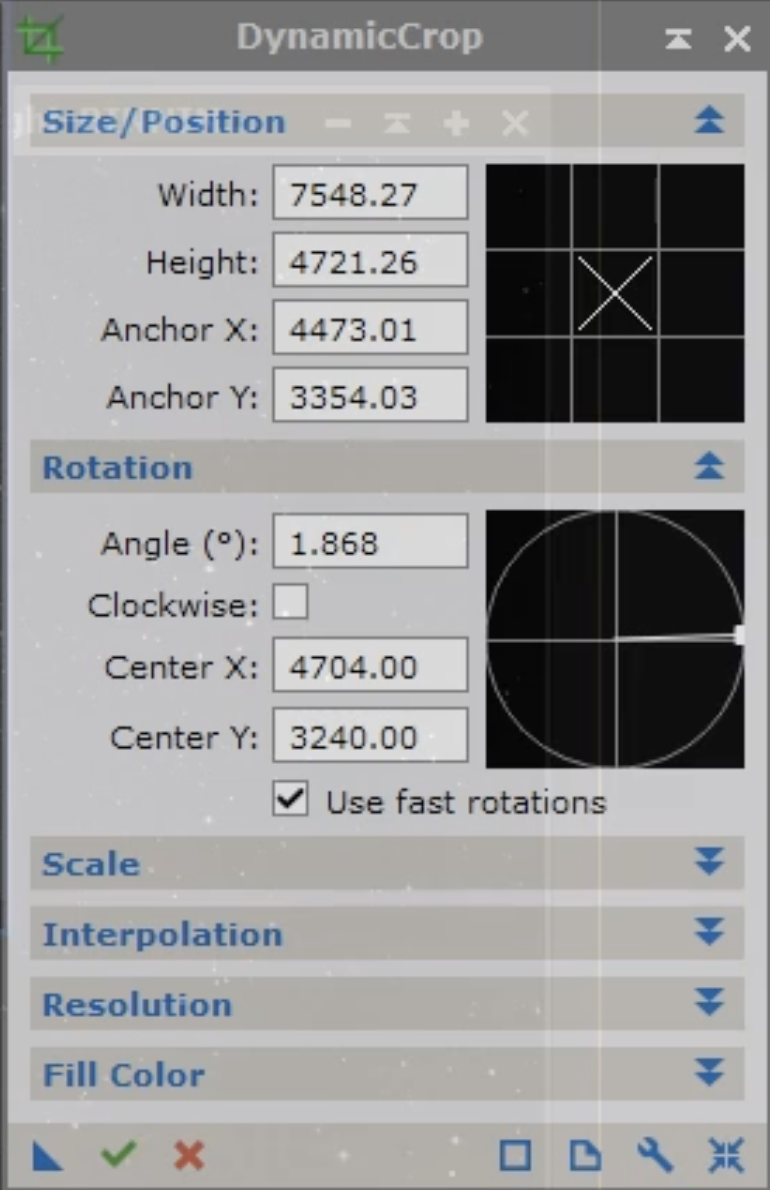 DynamicCrop
Size/Position
Width: 7548.27
Height: 4721.26
Anchor X: 4473.01
Anchor Y: 3354.03
Rotation
Angle (°): 1.868
Clockwise:
Center X: 4704.00
Center Y: 3240.00
Use fast rotations
Scale
Interpolation
Resolution
Fill Color